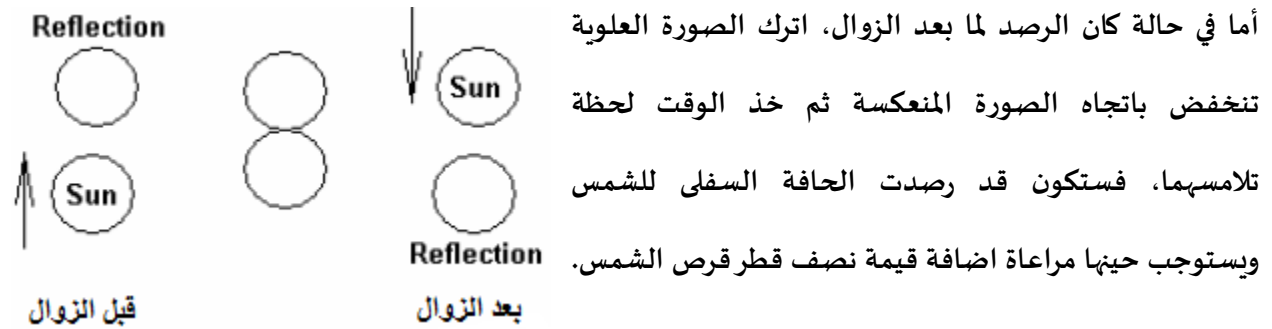 أما في حالة كان الرصد لما بعد الزوال، اترك الصورة العلوية
تنخفض باتجاه الصورة المنعكسة ثم خذ الوقت لحظة
تلامسهما، فستكون قد رصدت الحافة السفلى للشمس
ويستوجب حينها مراعاة اضافة قيمة نصف قطر قرص الشمس.
Reflection
Sun
Sun
Reflection
قبل الزوال
بعد الزوال